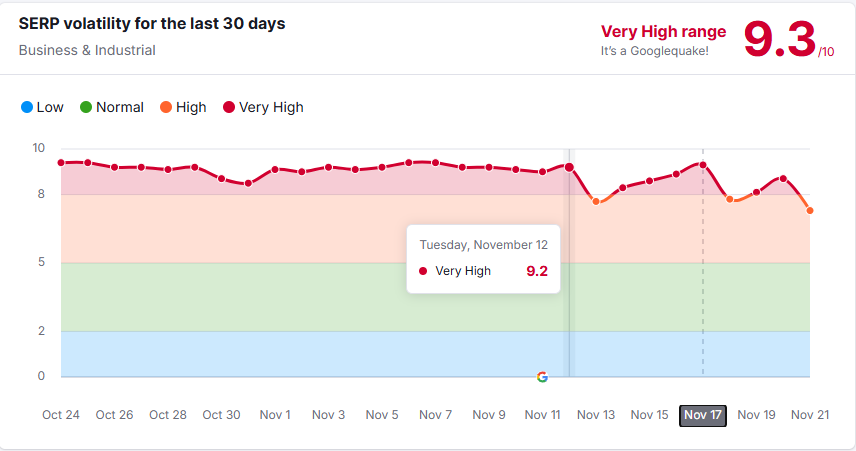 SERP volatility for the last 30 days
Business & Industrial
Very High range
It's a Googlequake!
9.3/10
Low Normal High Very High
10
8
5
2
0
Tuesday, November 12
Very High 9.2
G
Oct 24 Oct 26 Oct 28 Oct 30 Nov 1 Nov 3 Nov 5 Nov 7 Nov 9 Nov 11 Nov 13 Nov 15 Nov 17 Nov 19 Nov 21